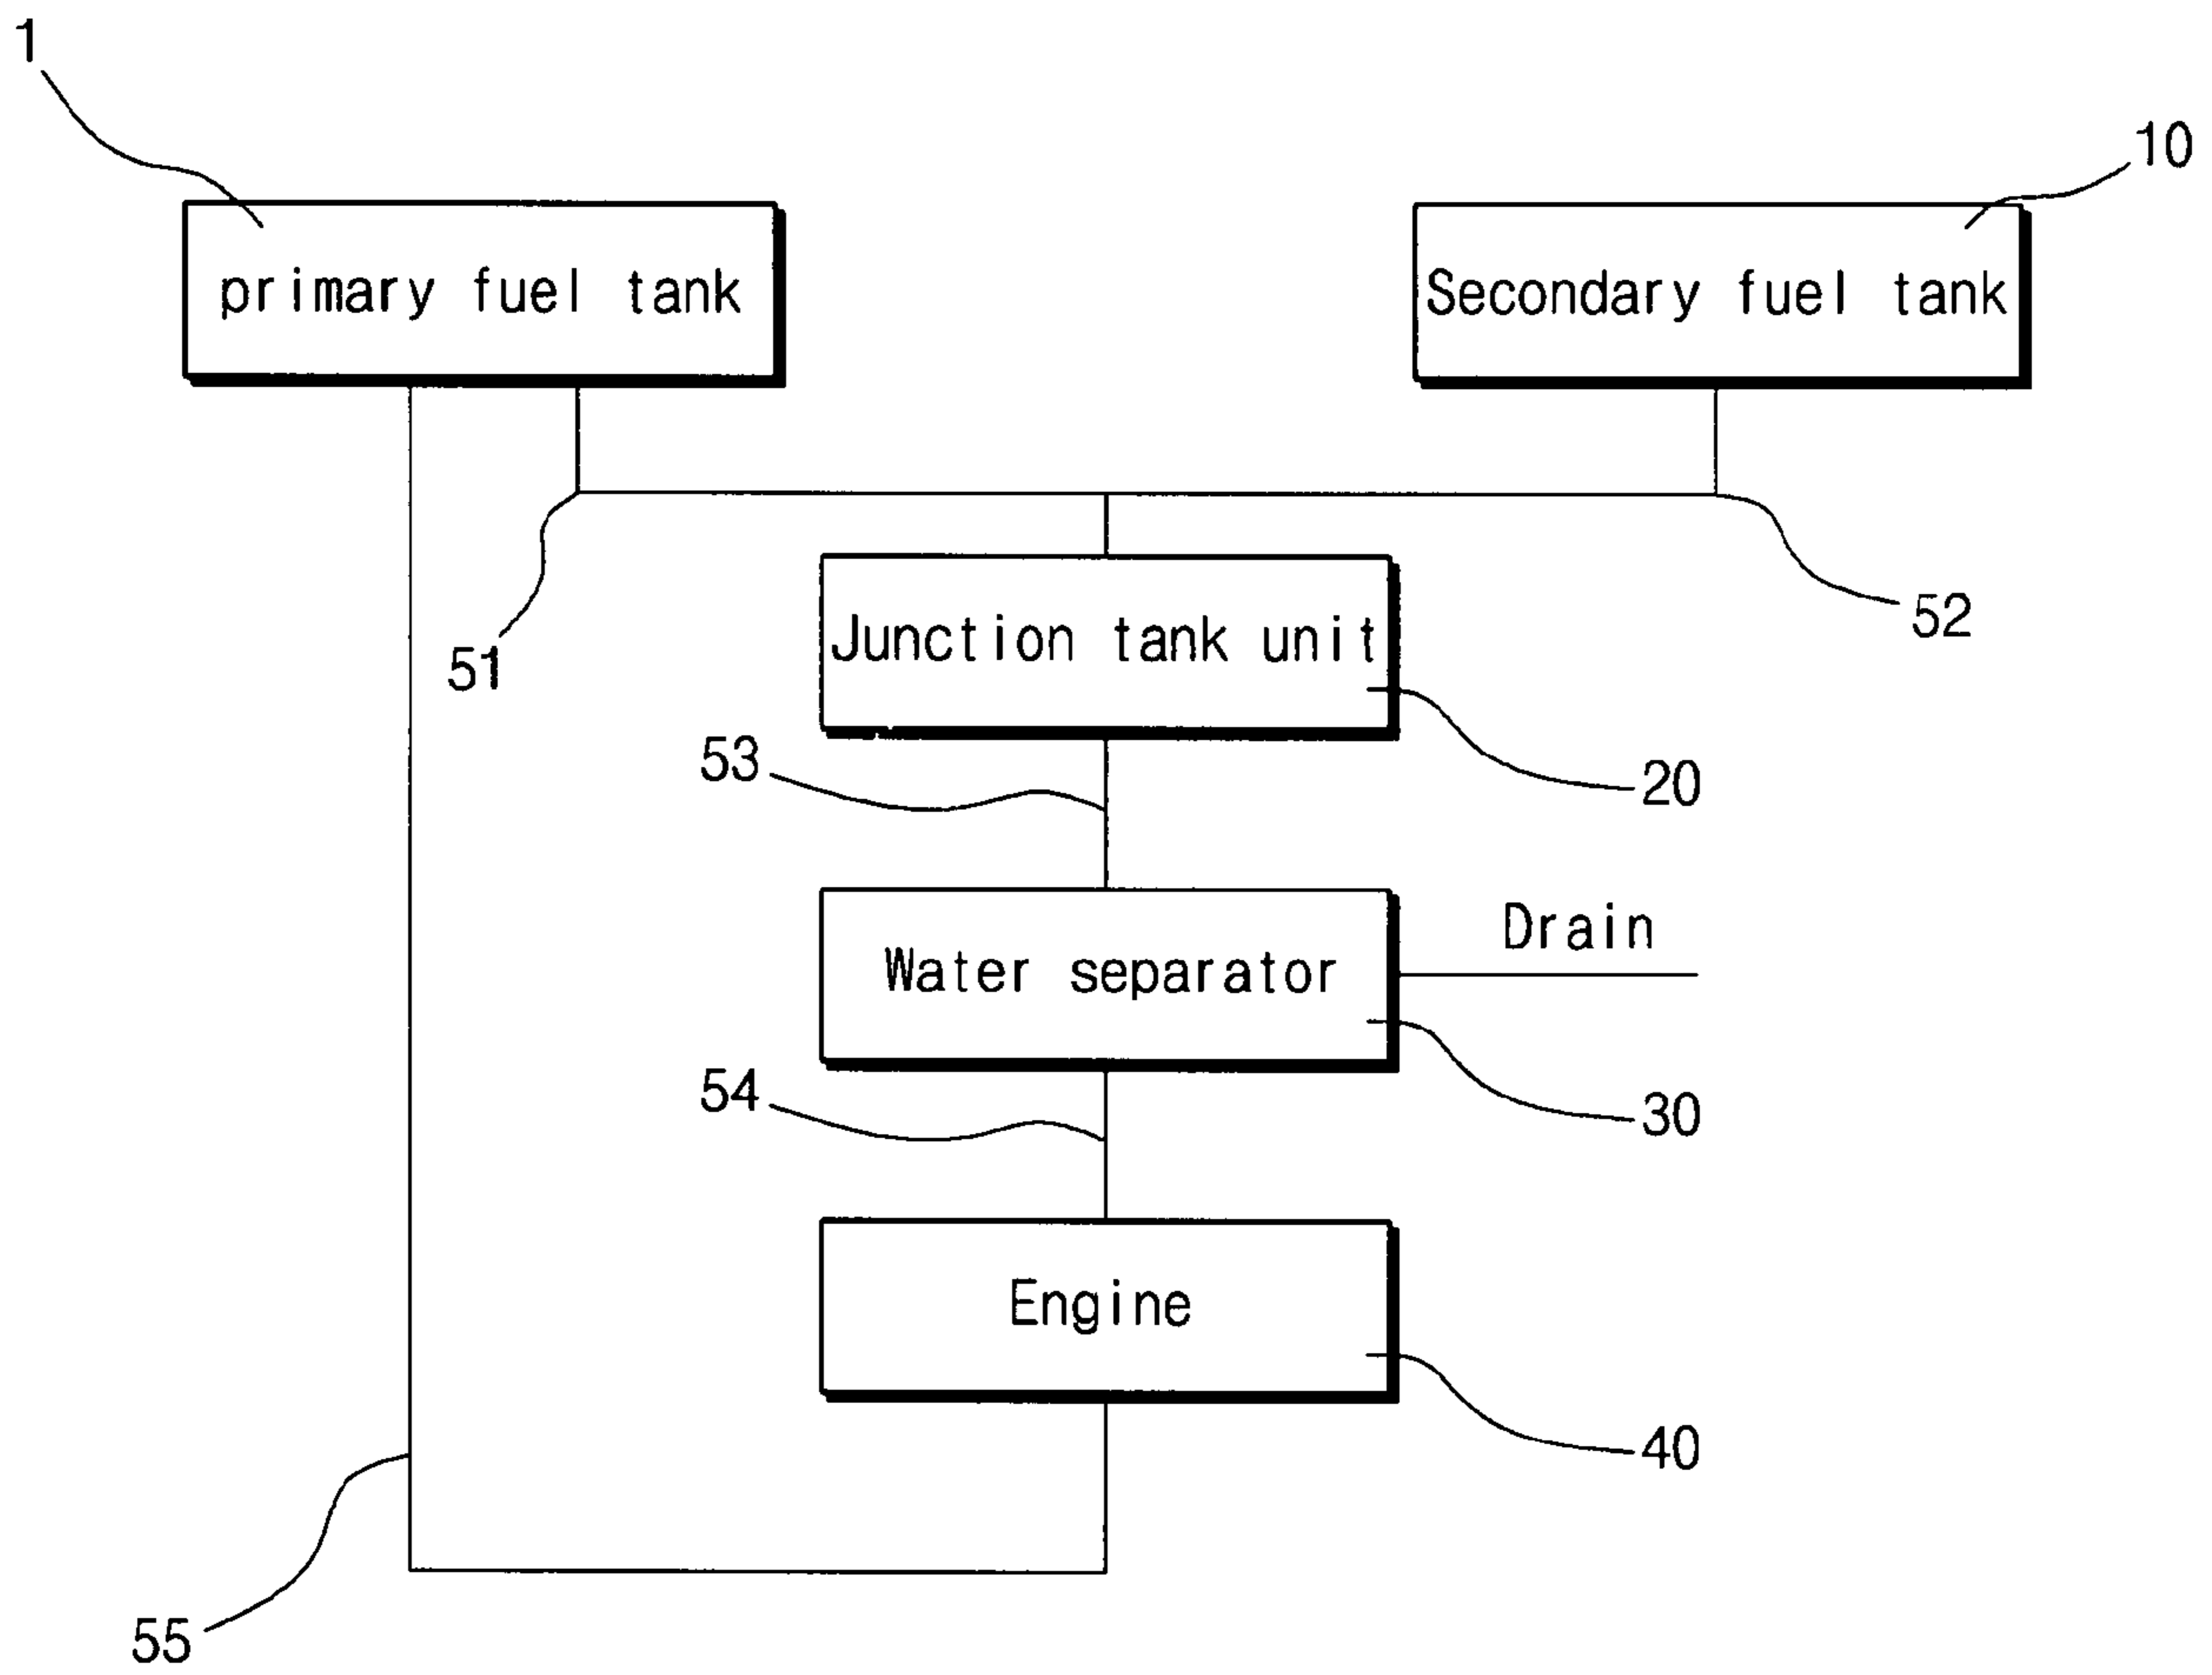 1
10
primary fuel tank
Secondary fuel tank
52
Junction tank unit
51
53
20
Drain
Water separator
54
30
Engine
40
55